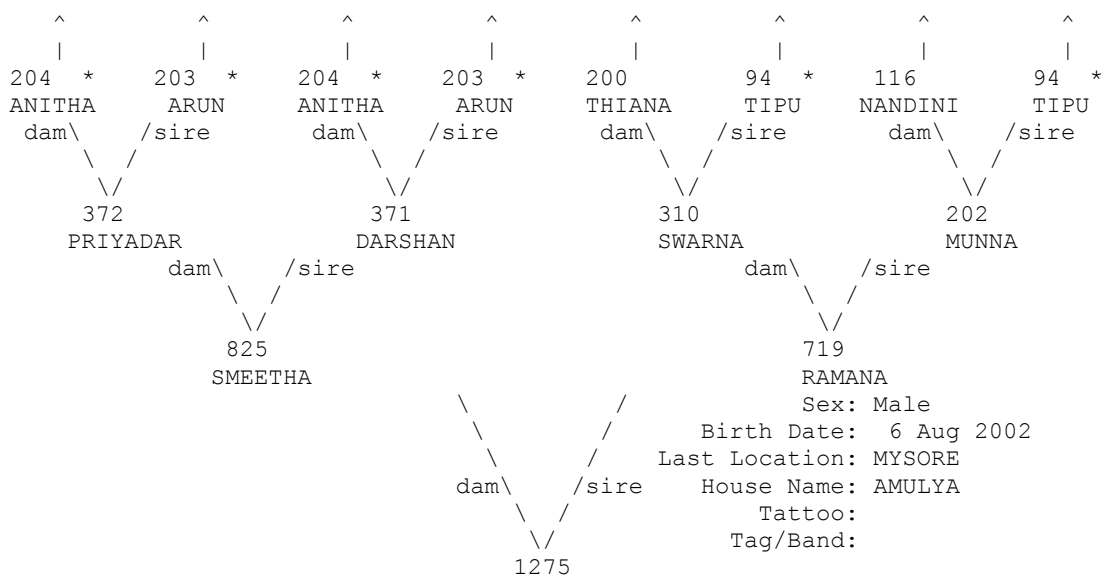 ^ ^ ^ ^ ^ ^ ^ ^
| | | | | | | |
204 * 203 * 204 * 203 * 200 94 * 116 94 *
ANITHA ARUN ANITHA ARUN THIANA TIPU NANDINI TIPU
dam\ /sire dam\ /sire dam\ /sire dam\ /sire
\ / \ / \ / \ /
\/ \/ \/ \/
372 371 310 202
PRIYADAR DARSHAN SWARNA MUNNA
dam\ /sire dam\ /sire
\ / \ /
\/ \/
825 719
SMEETHA RAMANA
\ / Sex: Male
\ / Birth Date: 6 Aug 2002
\ / Last Location: MYSORE
dam\ /sire House Name: AMULYA
\ / Tattoo:
\/ Tag/Band:
1275